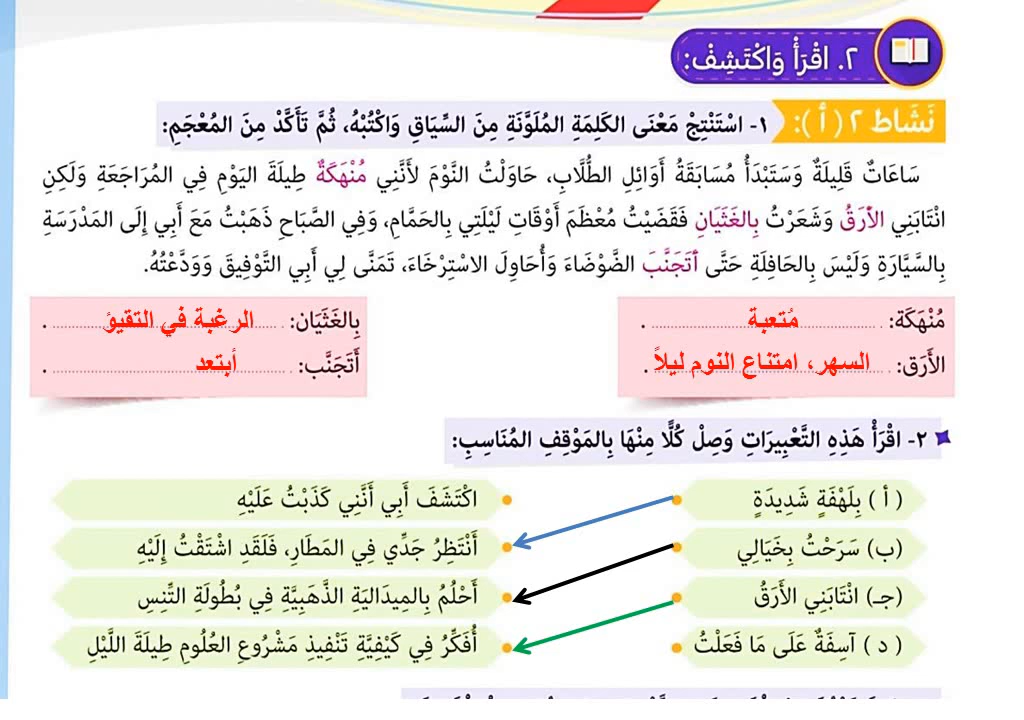 ٢. اقْرَأْ وَاكْتَشِفْ:
نَشَاط ٢ ( أ ): ١- اسْتَنْتِجْ مَعْنَى الكَلِمَةِ المُلَوَّنَةِ مِنَ السِّيَاقِ وَاكْتُبْهُ، ثُمَّ تَأَكَّدْ مِنَ المُعْجَمِ:
سَاعَاتٌ قَلِيلَةٌ وَسَتَبْدَأُ مُسَابَقَةُ أَوَائِلِ الطُّلَّابِ، حَاوَلْتُ النَّوْمَ لأَنَّنِي مُنْهَكَةٌ طِيلَةَ اليَوْمِ فِي المُرَاجَعَةِ وَلَكِنِ
انْتَابَنِي الأَرَقُ وَشَعَرْتُ بِالغَثَيَانِ فَقَضَيْتُ مُعْظَمَ أَوْقَاتِ لَيْلَتِي بِالحَمَّامِ، وَفِي الصَّبَاحِ ذَهَبْتُ مَعَ أَبِي إِلَى المَدْرَسَةِ
بِالسَّيَّارَةِ وَلَيْسَ بِالحَافِلَةِ حَتَّى أَتَجَنَّبَ الضَّوْضَاءَ وَأُحَاوِلَ الاسْتِرْخَاءَ، تَمَنَّى لِي أَبِي التَّوْفِيقَ وَوَدَّعْتُهُ.
مُنْهَكَة: مُتعبة .
بِالغَثَيَان: الرغبة في التقيؤ .
الأَرَق: السهر، امتناع النوم ليلاً .
أَتَجَنَّب: أبتعد .
٢- اقْرَأْ هَذِهِ التَّعْبِيرَاتِ وَصِلْ كُلًّا مِنْهَا بِالمَوْقِفِ المُنَاسِبِ:
( أ ) بِلَهْفَةٍ شَدِيدَةٍ
اكْتَشَفَ أَبِي أَنَّنِي كَذَبْتُ عَلَيْهِ
(ب) سَرَحْتُ بِخَيَالِي
أَنْتَظِرُ جَدِّي فِي المَطَارِ، فَلَقَدِ اشْتَقْتُ إِلَيْهِ
(جـ) انْتَابَنِي الأَرَقُ
أَحْلُمُ بِالمِيدَالِيَةِ الذَّهَبِيَّةِ فِي بُطُولَةِ التِّنِسِ
( د ) آسِفَةٌ عَلَى مَا فَعَلْتُ
أُفَكِّرُ فِي كَيْفِيَّةِ تَنْفِيذِ مَشْرُوعِ العُلُومِ طِيلَةَ اللَّيْلِ